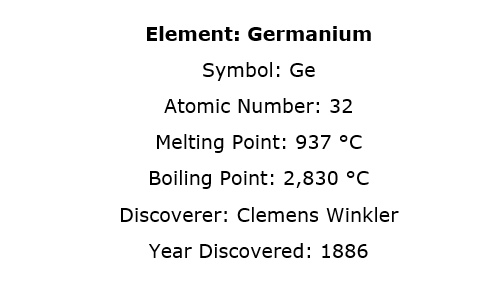 Element: Germanium
Symbol: Ge
Atomic Number: 32
Melting Point: 937 °C
Boiling Point: 2,830 °C
Discoverer: Clemens Winkler
Year Discovered: 1886